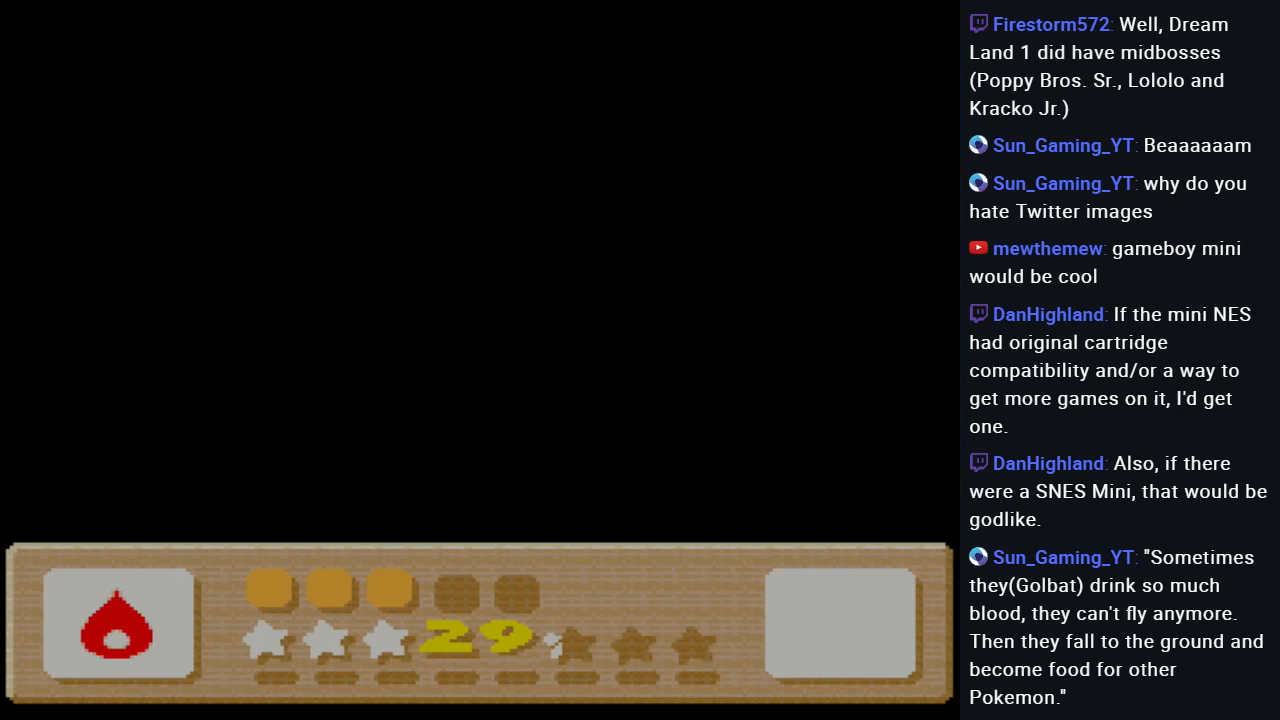 Firestorm572: Well, Dream
Land 1 did have midbosses
(Poppy Bros. Sr., Lololo and
Kracko Jr.)
Sun_Gaming_YT: Beaaaaaam
Sun_Gaming_YT: why do you
hate Twitter images
mewthemew: gameboy mini
would be cool
DanHighland: If the mini NES
had original cartridge
compatibility and/or a way to
get more games on it, I'd get
one.
DanHighland: Also, if there
were a SNES Mini, that would be
godlike.
Sun_Gaming_YT: "Sometimes
they(Golbat) drink so much
blood, they can't fly anymore.
Then they fall to the ground and
become food for other
Pokemon."
29